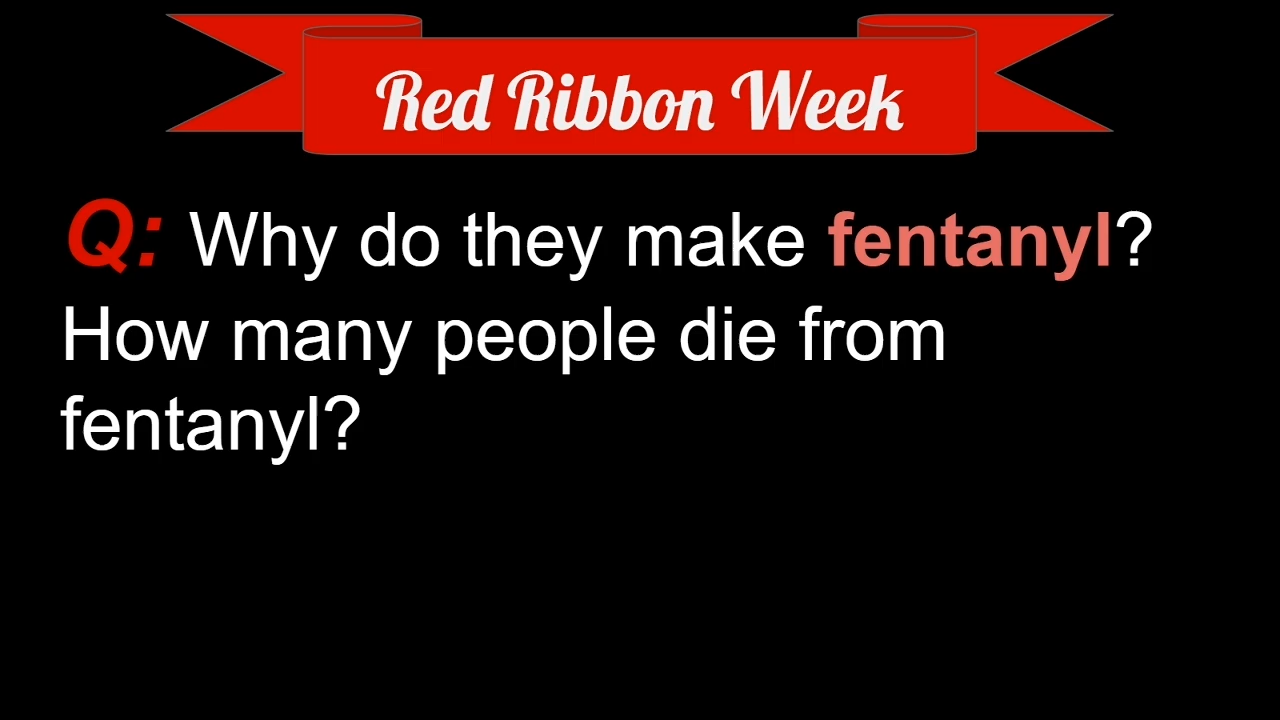 Red Ribbon Week
Q: Why do they make fentanyl?
How many people die from
fentanyl?